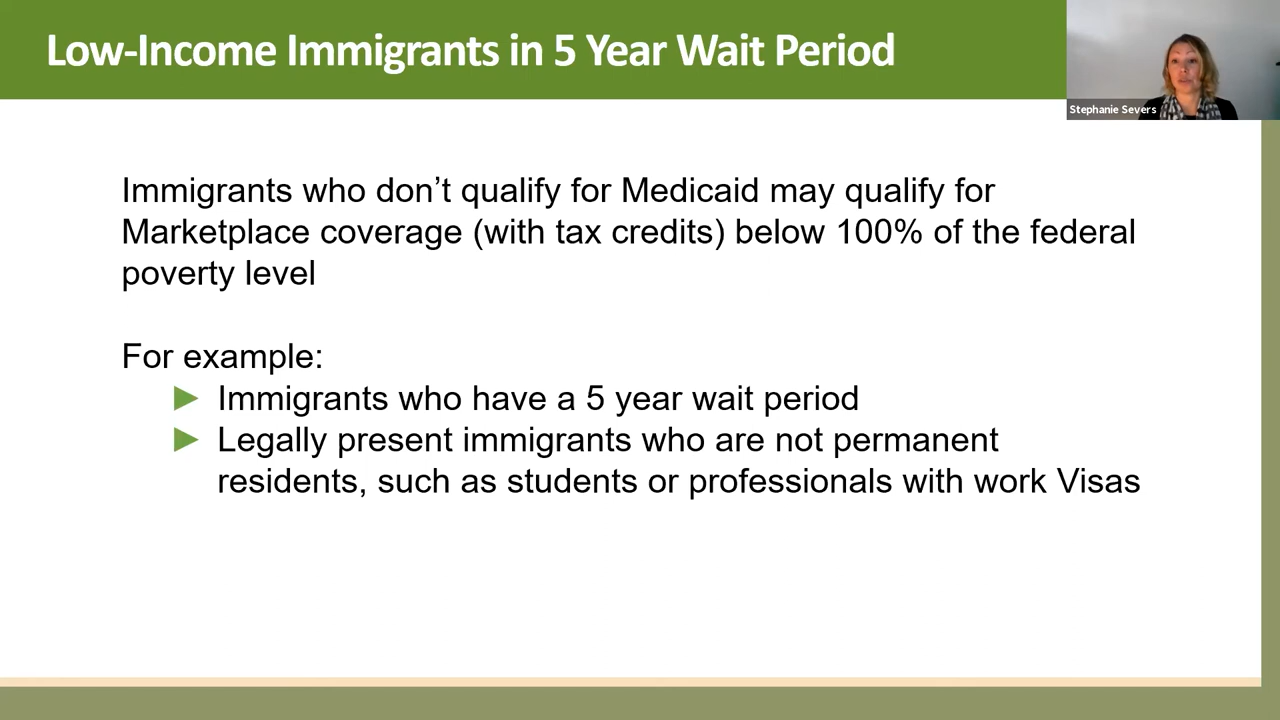 Low-Income Immigrants in 5 Year Wait Period
Stephanie Severs
Immigrants who don’t qualify for Medicaid may qualify for
Marketplace coverage (with tax credits) below 100% of the federal
poverty level
For example:
Immigrants who have a 5 year wait period
Legally present immigrants who are not permanent
residents, such as students or professionals with work Visas